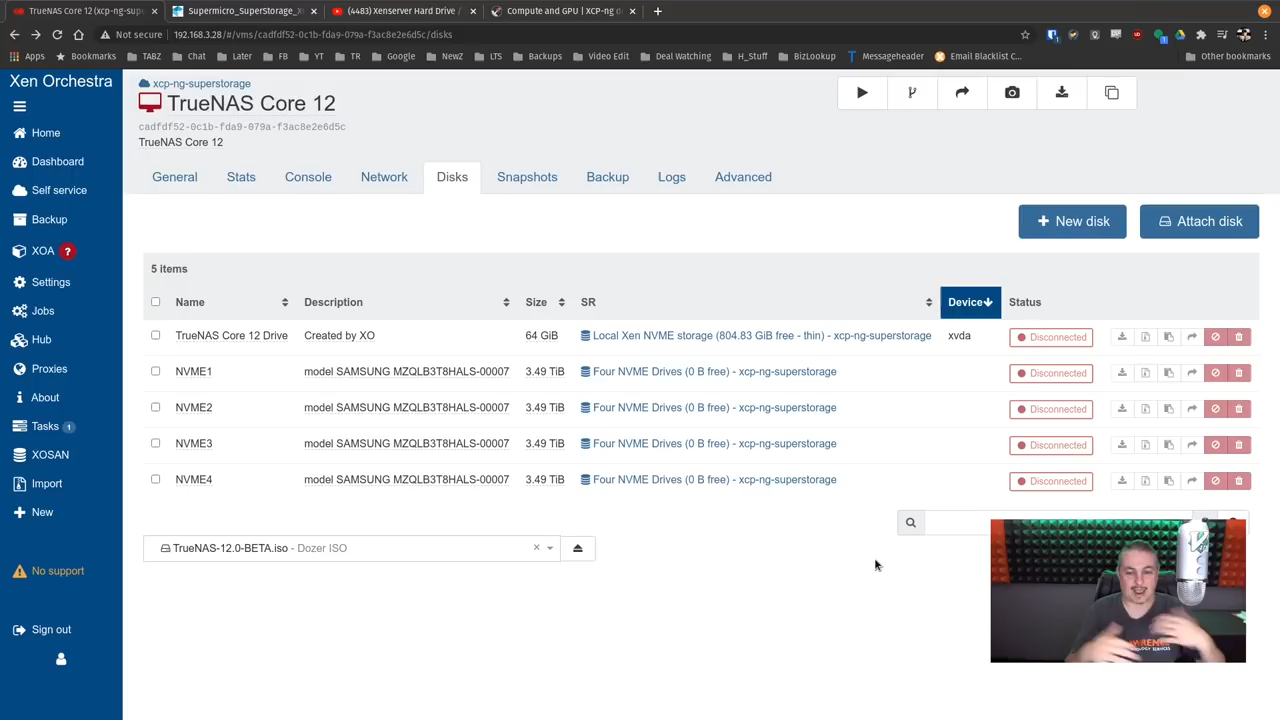 TrueNAS Core 12 (xcp-ng-sup
Supermicro_SuperStorage_X
(4483) Xenserver Hard Drive /
Compute and GPU | XCP-ng d
Not secure
192.168.3.28/#/vms/cadfdf52-0c1b-fda9-079a-f3ac8e2e6d5c/disks
Apps
Bookmarks
TABZ
Chat
Later
FB
YT
TR
Google
NewZ
LTS
Backups
Video Edit
Deal Watching
H_Stuff
BizLookup
Messageheader
Email Blacklist C...
Other bookmarks
Xen Orchestra
Home
Dashboard
Self service
Backup
XOA ?
Settings
Jobs
Hub
Proxies
About
Tasks 1
XOSAN
Import
New
No support
Sign out
xcp-ng-superstorage
TrueNAS Core 12
cadfdf52-0c1b-fda9-079a-f3ac8e2e6d5c
TrueNAS Core 12
General Stats Console Network Disks Snapshots Backup Logs Advanced
New disk
Attach disk
5 items
Name Description Size SR Device Status
TrueNAS Core 12 Drive Created by XO 64 GiB Local Xen NVME storage (804.83 GiB free - thin) - xcp-ng-superstorage xvda Disconnected
NVME1 model SAMSUNG MZQLB3T8HALS-00007 3.49 TiB Four NVME Drives (0 B free) - xcp-ng-superstorage Disconnected
NVME2 model SAMSUNG MZQLB3T8HALS-00007 3.49 TiB Four NVME Drives (0 B free) - xcp-ng-superstorage Disconnected
NVME3 model SAMSUNG MZQLB3T8HALS-00007 3.49 TiB Four NVME Drives (0 B free) - xcp-ng-superstorage Disconnected
NVME4 model SAMSUNG MZQLB3T8HALS-00007 3.49 TiB Four NVME Drives (0 B free) - xcp-ng-superstorage Disconnected
TrueNAS-12.0-BETA.iso - Dozer ISO